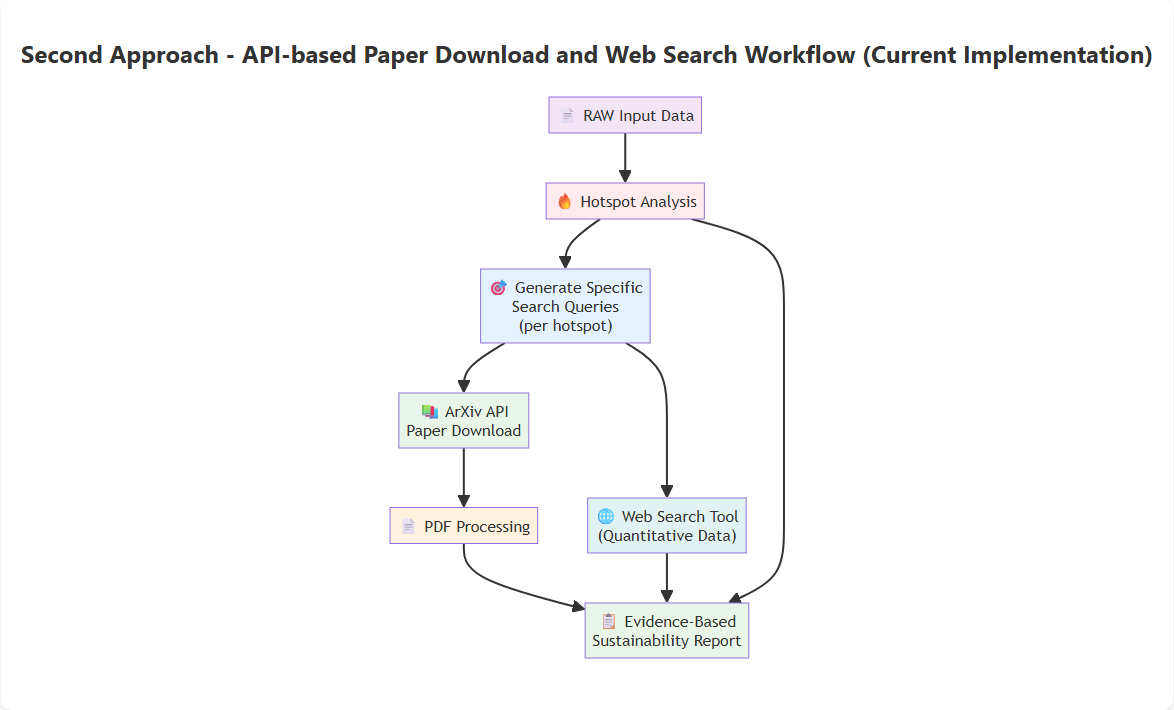 Second Approach - API-based Paper Download and Web Search Workflow (Current Implementation)
RAW Input Data
Hotspot Analysis
Generate Specific
Search Queries
(per hotspot)
ArXiv API
Paper Download
PDF Processing
Web Search Tool
(Quantitative Data)
Evidence-Based
Sustainability Report